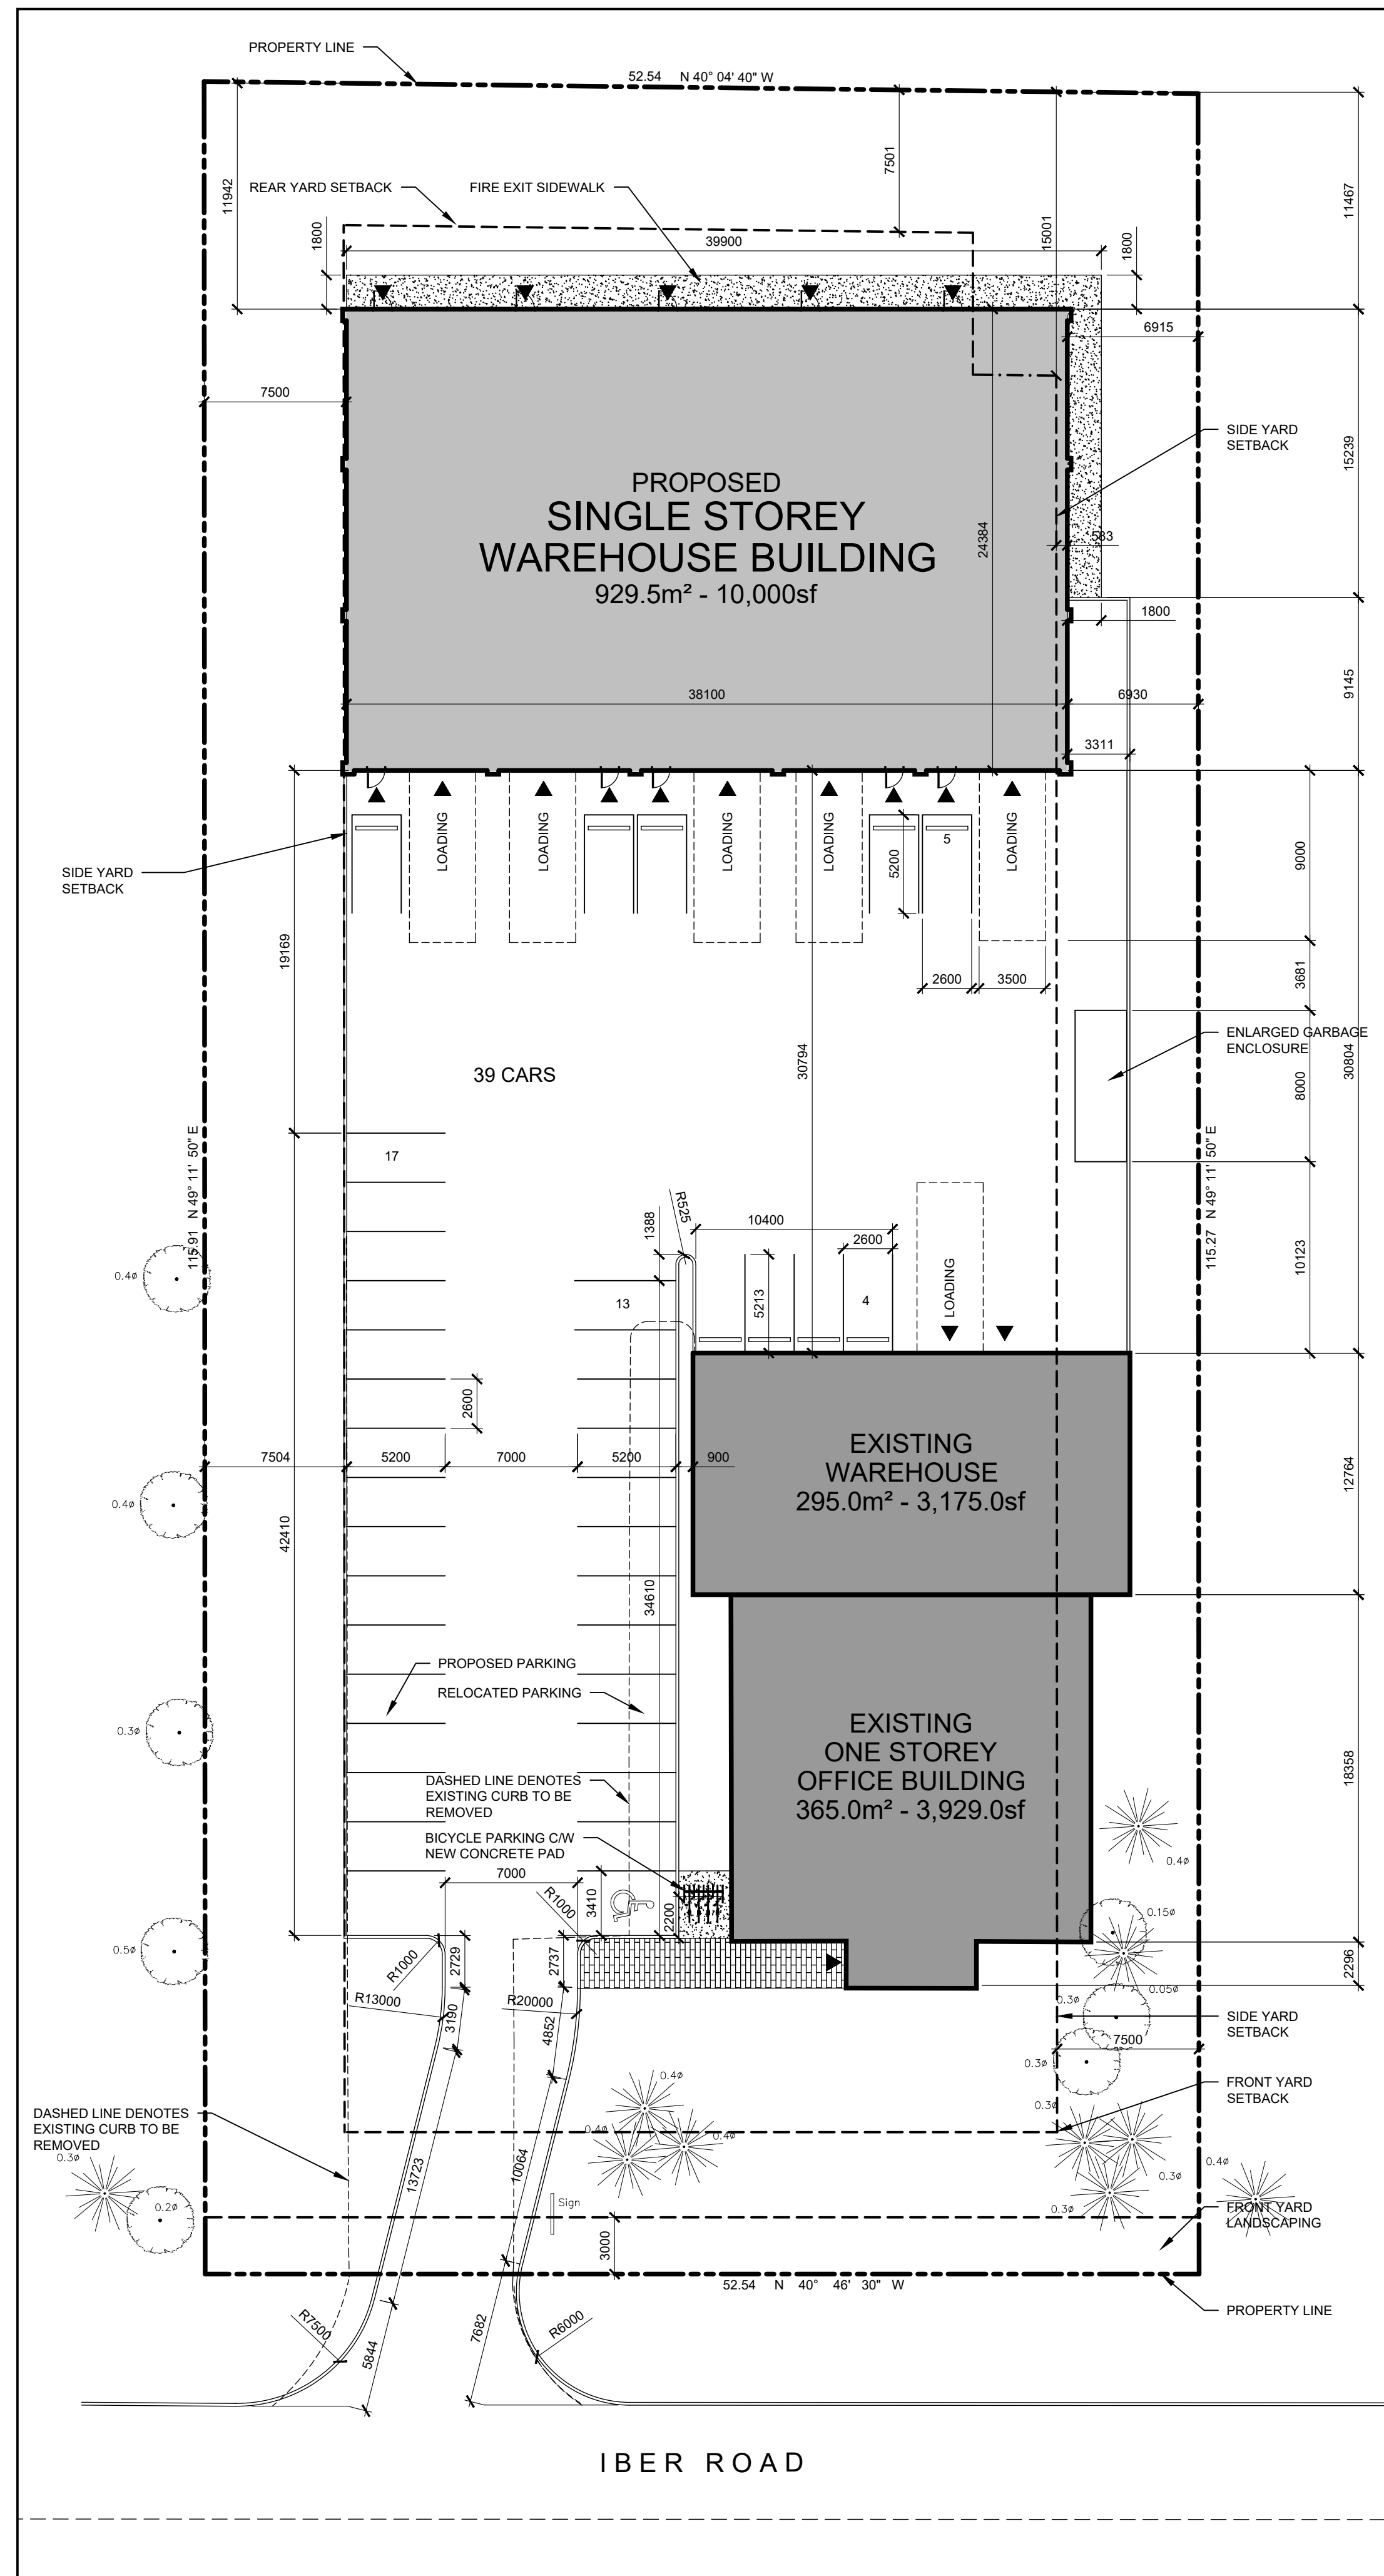 PROPERTY LINE
52.54 N 40° 04' 40" W
11942
7501
11467
REAR YARD SETBACK
FIRE EXIT SIDEWALK
1800
39900
15001
1800
6915
7500
SIDE YARD
SETBACK
15239
PROPOSED
SINGLE STOREY
WAREHOUSE BUILDING
929.5m² - 10,000sf
24384
583
1800
38100
6930
9145
3311
LOADING
LOADING
LOADING
LOADING
LOADING
5
5200
SIDE YARD
SETBACK
9000
19169
2600
3500
3681
30794
30804
ENLARGED GARBAGE
ENCLOSURE
39 CARS
8000
115.91 N 49° 11' 50" E
115.27 N 49° 11' 50" E
17
R525
1388
10400
2600
10123
0.4ø
13
5213
4
LOADING
2600
EXISTING
WAREHOUSE
295.0m² - 3,175.0sf
7504
5200
7000
5200
900
12764
0.4ø
42410
34610
PROPOSED PARKING
RELOCATED PARKING
0.3ø
EXISTING
ONE STOREY
OFFICE BUILDING
365.0m² - 3,929.0sf
18358
DASHED LINE DENOTES
EXISTING CURB TO BE
REMOVED
BICYCLE PARKING C/W
NEW CONCRETE PAD
0.4ø
7000
R1000
3410
2200
0.15ø
0.5ø
R1000
2729
2737
2296
0.05ø
R13000
3190
R20000
4852
0.3ø
SIDE YARD
SETBACK
7500
0.3ø
0.4ø
FRONT YARD
SETBACK
0.3ø
DASHED LINE DENOTES
EXISTING CURB TO BE
REMOVED
0.4ø
0.4ø
0.3ø
13723
10064
0.3ø
0.4ø
0.2ø
Sign
0.3ø
FRONT YARD
LANDSCAPING
3000
52.54 N 40° 46' 30" W
PROPERTY LINE
R7500
5844
7682
R6000
IBER ROAD